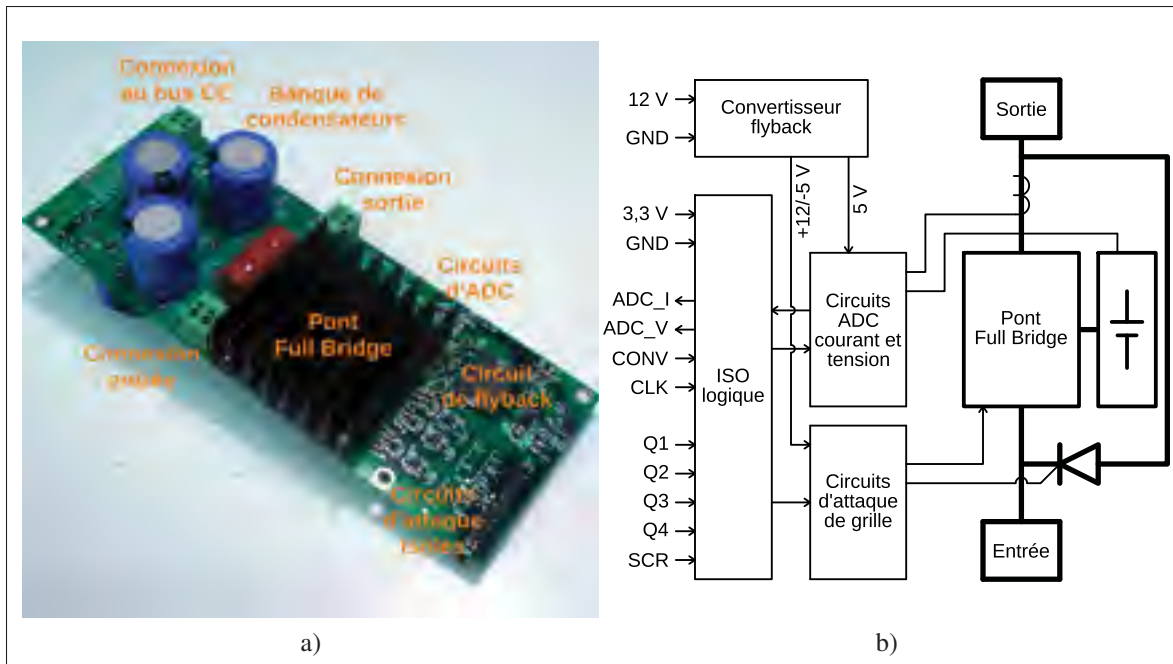 Connexion
au bus CC
Banque de
condensateurs
Connexion
sortie
Circuits
d'ADC
Pont
Full Bridge
Connexion
entrée
Circuit
de flyback
Circuits
d'attaque
isolés
a)
12 V
GND
Convertisseur
flyback
+12/-5 V
5 V
3,3 V
GND
ADC_I
ADC_V
CONV
CLK
Q1
Q2
Q3
Q4
SCR
ISO
logique
Circuits
ADC
courant et
tension
Circuits
d'attaque
de grille
Sortie
Pont
Full Bridge
Entrée
b)